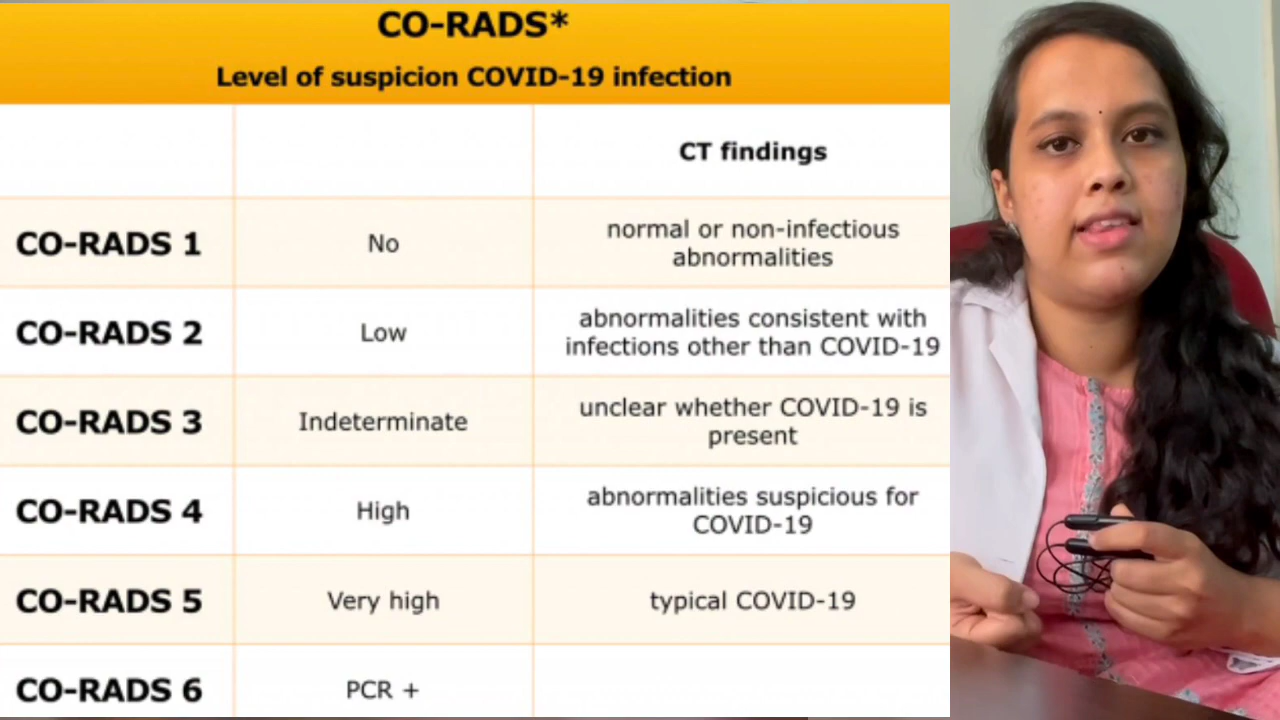 CO-RADS*
Level of suspicion COVID-19 infection
CT findings
CO-RADS 1
No
normal or non-infectious
abnormalities
CO-RADS 2
Low
abnormalities consistent with
infections other than COVID-19
CO-RADS 3
Indeterminate
unclear whether COVID-19 is
present
CO-RADS 4
High
abnormalities suspicious for
COVID-19
CO-RADS 5
Very high
typical COVID-19
CO-RADS 6
PCR +